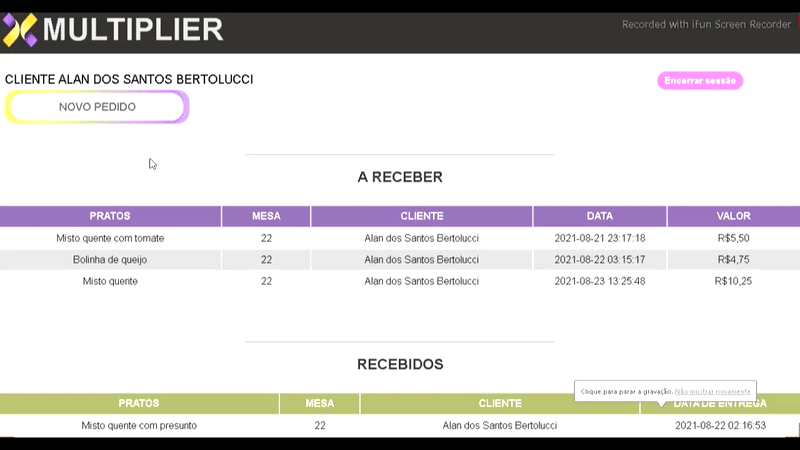 MULTIPLIER
Recorded with iFun Screen Recorder
CLIENTE ALAN DOS SANTOS BERTOLUCCI
Encerrar sessão
NOVO PEDIDO
A RECEBER
PRATOS MESA CLIENTE DATA VALOR
Misto quente com tomate 22 Alan dos Santos Bertolucci 2021-08-21 23:17:18 R$5,50
Bolinha de queijo 22 Alan dos Santos Bertolucci 2021-08-22 03:15:17 R$4,75
Misto quente 22 Alan dos Santos Bertolucci 2021-08-23 13:25:48 R$10,25
RECEBIDOS
Clique para parar a gravação. Não mostrar novamente
PRATOS MESA CLIENTE DATA DE ENTREGA
Misto quente com presunto 22 Alan dos Santos Bertolucci 2021-08-22 02:16:53